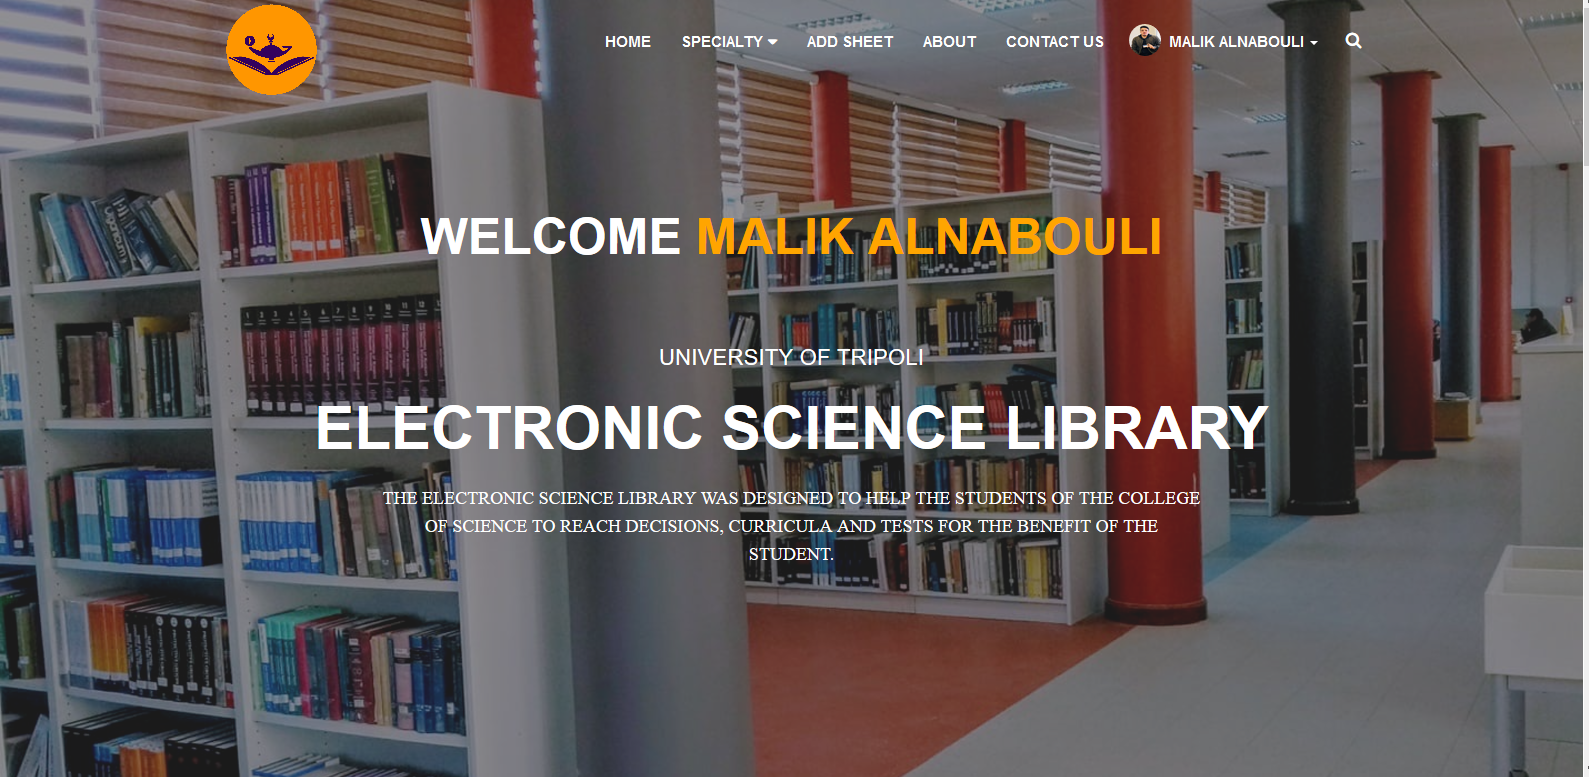 HOME SPECIALTY ADD SHEET ABOUT CONTACT US MALIK ALNABOULI
WELCOME MALIK ALNABOULI
UNIVERSITY OF TRIPOLI
ELECTRONIC SCIENCE LIBRARY
THE ELECTRONIC SCIENCE LIBRARY WAS DESIGNED TO HELP THE STUDENTS OF THE COLLEGE
OF SCIENCE TO REACH DECISIONS, CURRICULA AND TESTS FOR THE BENEFIT OF THE
STUDENT.